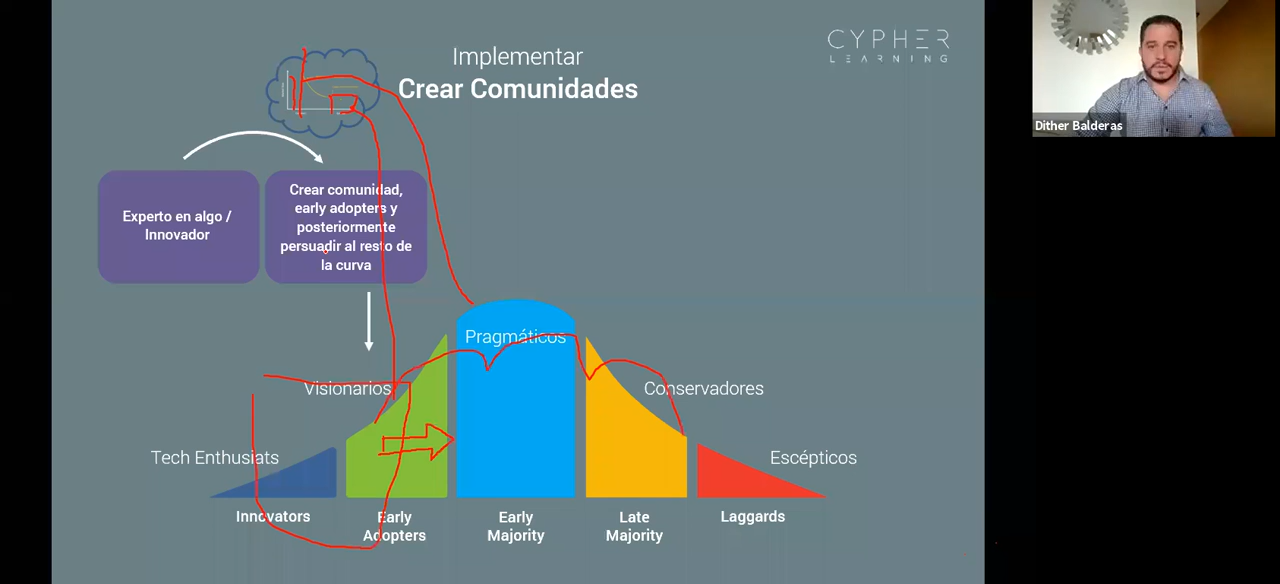 Implementar
Crear Comunidades
CYPHER
LEARNING
Dither Balderas
Experto en algo /
Innovador
Crear comunidad,
early adopters y
posteriormente
persuadir al resto de
la curva
Pragmáticos
Visionarios
Conservadores
Tech Enthusiats
Escépticos
Innovators
Early
Adopters
Early
Majority
Late
Majority
Laggards